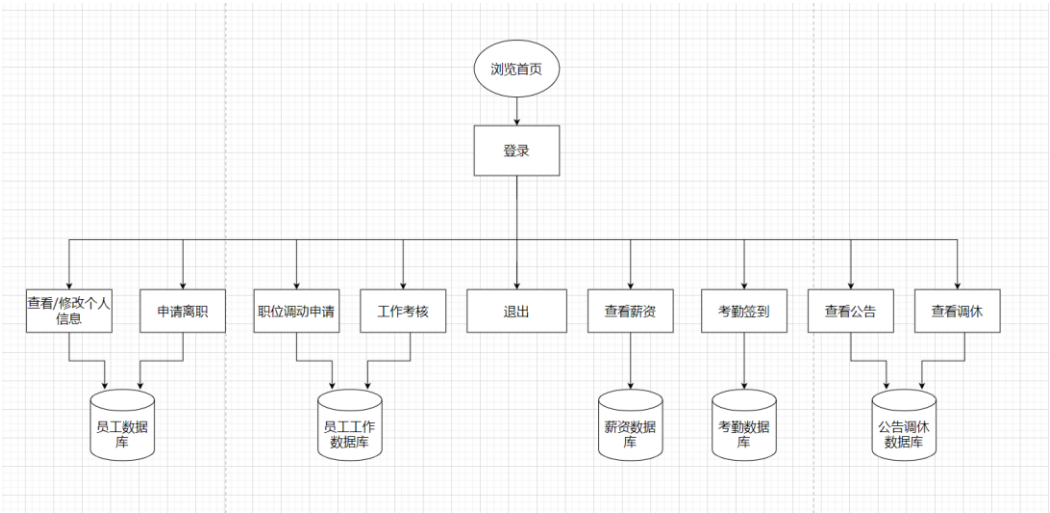 浏览首页
登录
查看/修改个人
信息
申请离职
职位调动申请
工作考核
退出
查看薪资
考勤签到
查看公告
查看调休
员工数据
库
员工工作
数据库
薪资数据
库
考勤数据
库
公告调休
数据库